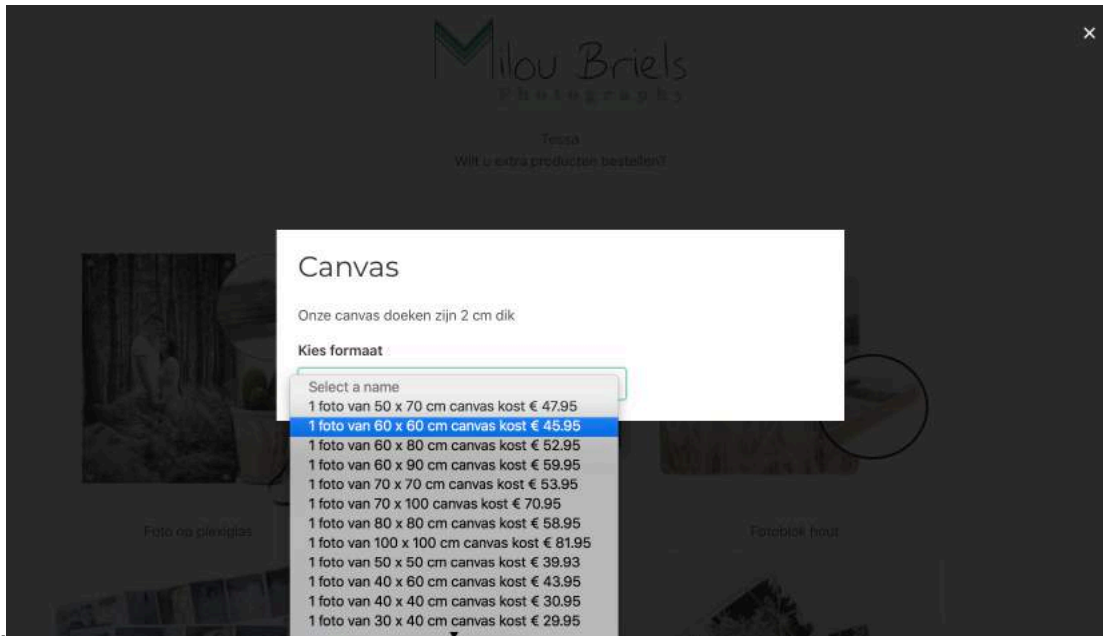 ×
Milou Briels
Photography
Tessa
Wilt u extra producten bestellen?
Canvas
Onze canvas doeken zijn 2 cm dik
Kies formaat
Select a name
1 foto van 50 x 70 cm canvas kost € 47.95
1 foto van 60 x 60 cm canvas kost € 45.95
1 foto van 60 x 80 cm canvas kost € 52.95
1 foto van 60 x 90 cm canvas kost € 59.95
1 foto van 70 x 70 cm canvas kost € 53.95
1 foto van 70 x 100 canvas kost € 70.95
1 foto van 80 x 80 cm canvas kost € 58.95
1 foto van 100 x 100 cm canvas kost € 81.95
1 foto van 50 x 50 cm canvas kost € 39.93
1 foto van 40 x 60 cm canvas kost € 43.95
1 foto van 40 x 40 cm canvas kost € 30.95
1 foto van 30 x 40 cm canvas kost € 29.95
Foto op plexiglas
Fotoblok hout